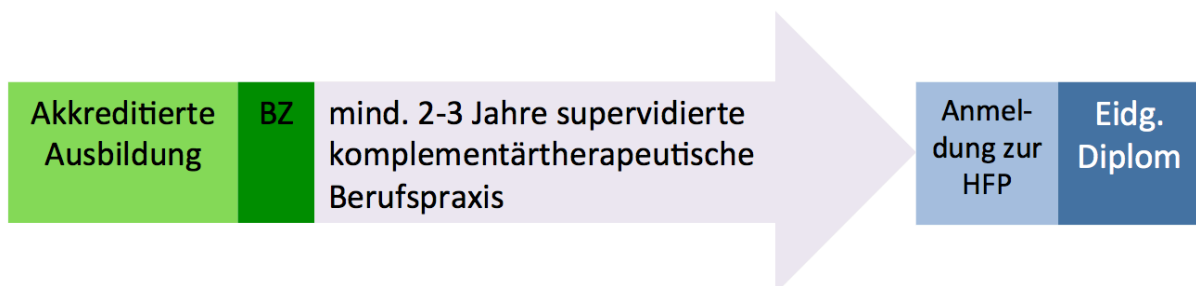 Akkreditierte
Ausbildung
BZ
mind. 2-3 Jahre supervidierte
komplementärtherapeutische
Berufspraxis
Anmel-
dung zur
HFP
Eidg.
Diplom